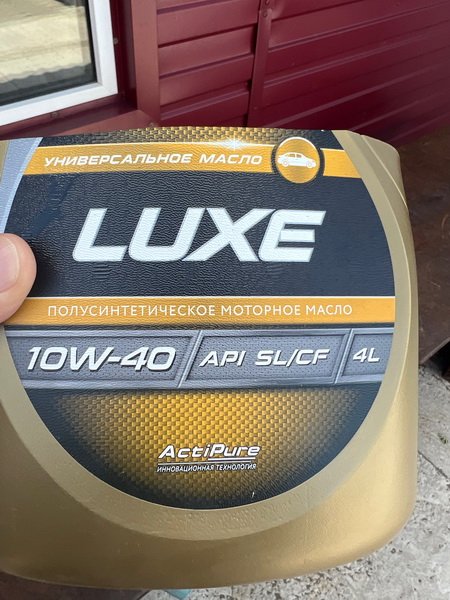 УНИВЕРСАЛЬНОЕ МАСЛО
LUXE
ПОЛУСИНТЕТИЧЕСКОЕ МОТОРНОЕ МАСЛО
10W-40 API SL/CF 4L
ActiPure
ИННОВАЦИОННАЯ ТЕХНОЛОГИЯ